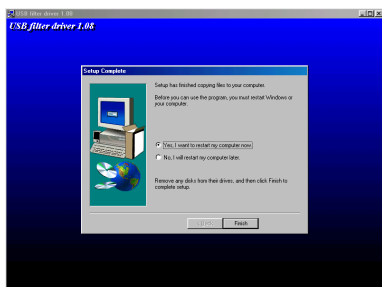 USB filter driver 1.08
USB filter driver 1.08
Setup Complete
Setup has finished copying files to your computer.
Before you can use the program, you must restart Windows or
your computer.
Yes, I want to restart my computer now.
No, I will restart my computer later.
Remove any disks from their drives, and then click Finish to
complete setup.
Finish